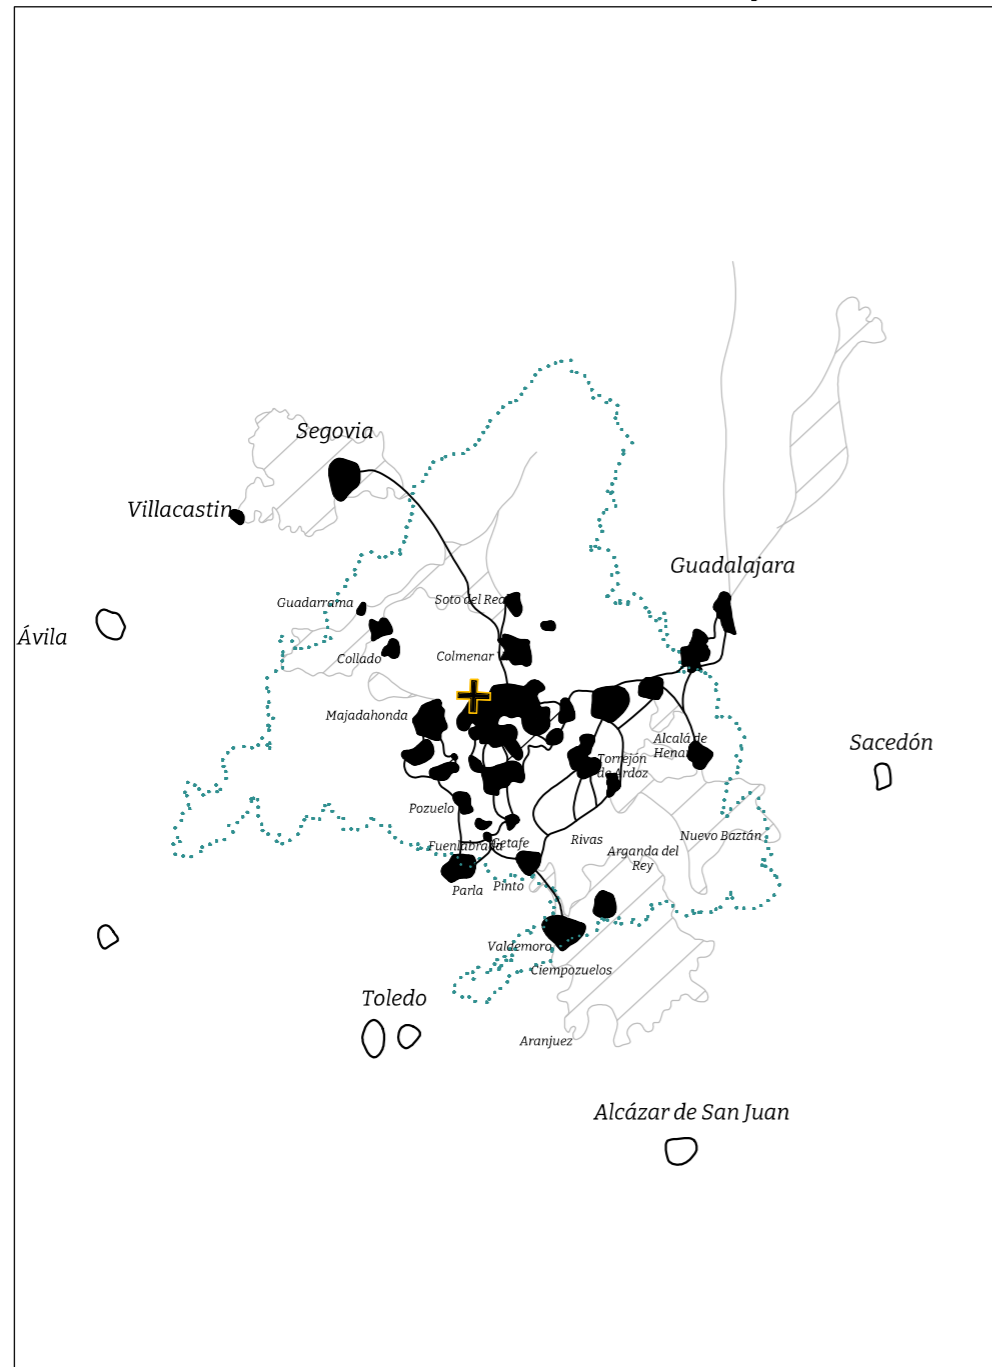 Segovia
Villacastin
Guadalajara
Guadarrama
Soto del Real
Ávila
Collado
Colmenar
Majadahonda
Alcalá de
Henares
Sacedón
Torrejón
de Ardoz
Pozuelo
Nuevo Baztán
Fuenlabrada
Getafe
Rivas
Arganda del
Rey
Parla
Pinto
Valdemoro
Ciempozuelos
Toledo
Aranjuez
Alcázar de San Juan